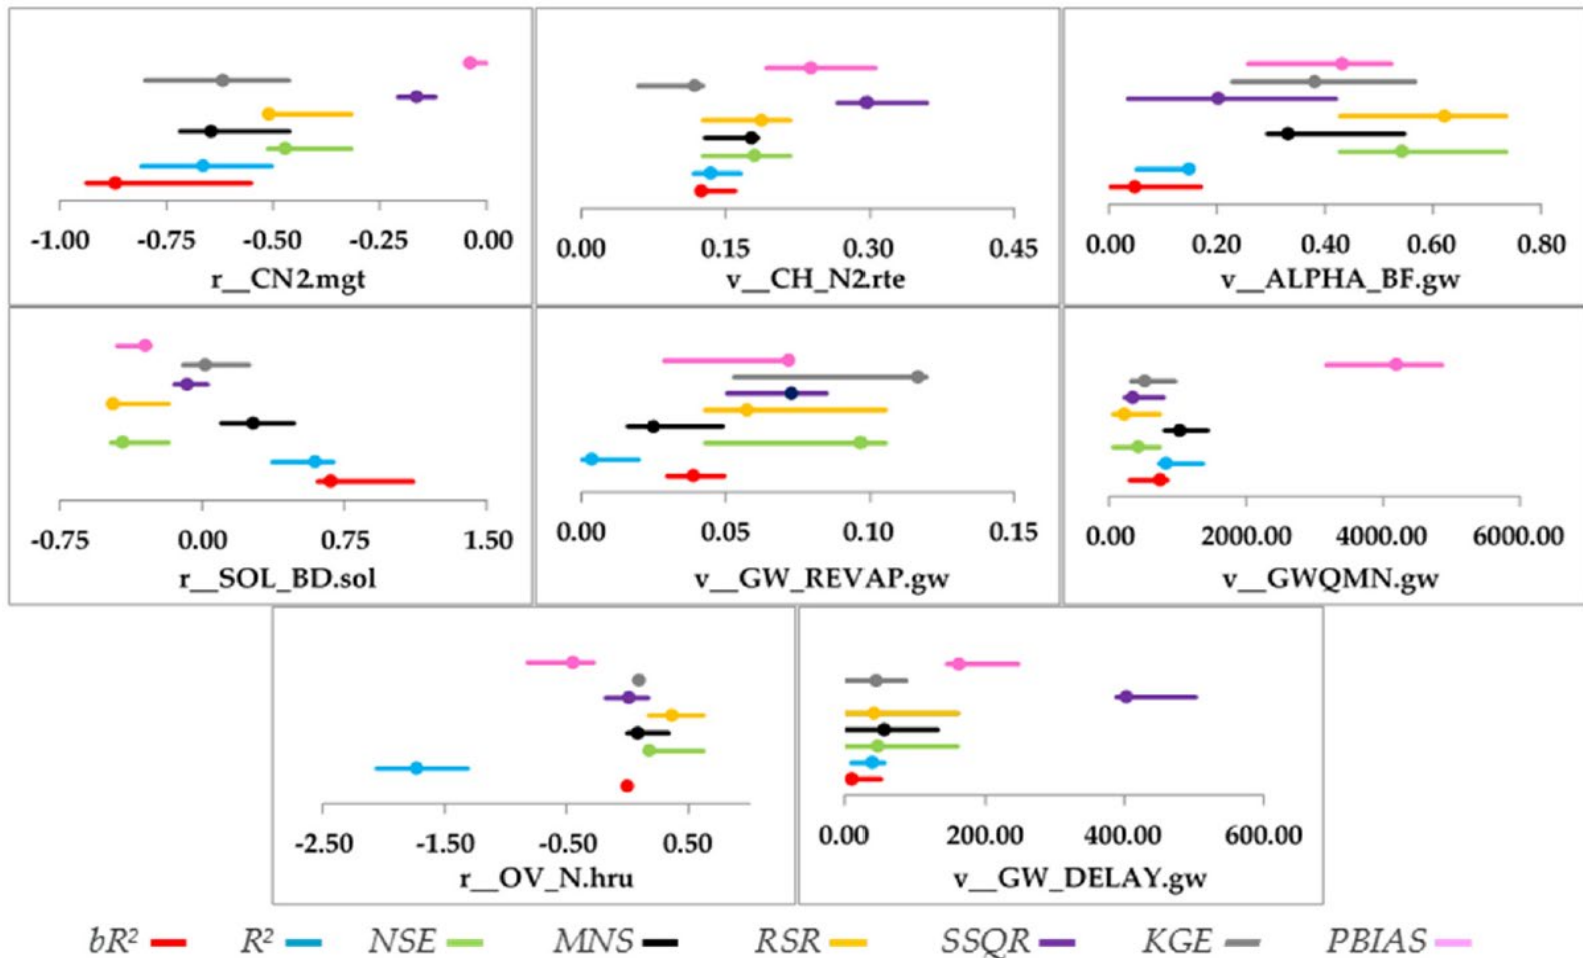 -1.00 -0.75 -0.50 -0.25 0.00
r__CN2.mgt
0.00 0.15 0.30 0.45
v__CH_N2.rte
0.00 0.20 0.40 0.60 0.80
v__ALPHA_BF.gw
-0.75 0.00 0.75 1.50
r__SOL_BD.sol
0.00 0.05 0.10 0.15
v__GW_REVAP.gw
0.00 2000.00 4000.00 6000.00
v__GWQMN.gw
-2.50 -1.50 -0.50 0.50
r__OV_N.hru
0.00 200.00 400.00 600.00
v__GW_DELAY.gw
bR² R² NSE MNS RSR SSQR KGE PBIAS